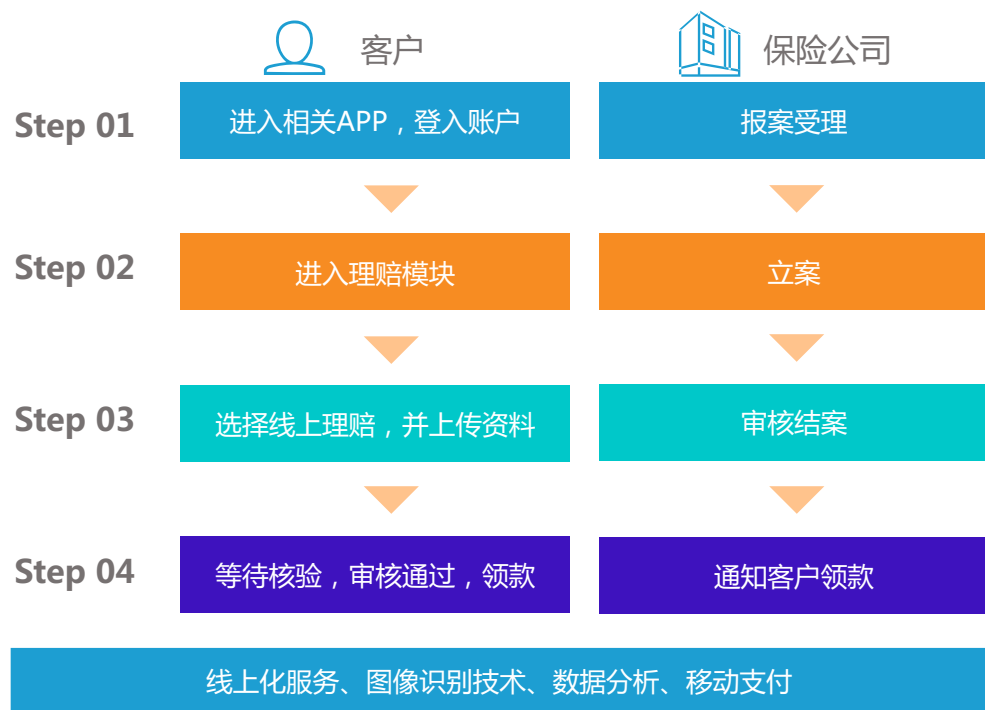 客户
保险公司
Step 01
进入相关APP，登入账户
报案受理
Step 02
进入理赔模块
立案
Step 03
选择线上理赔，并上传资料
审核结案
Step 04
等待核验，审核通过，领款
通知客户领款
线上化服务、图像识别技术、数据分析、移动支付